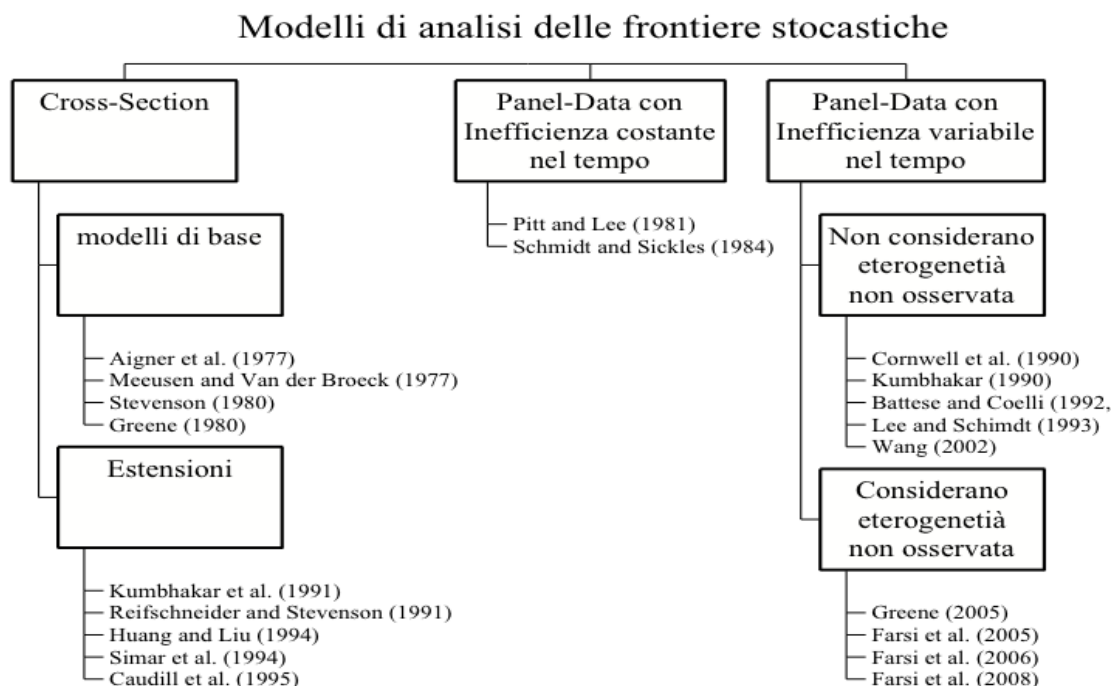 Modelli di analisi delle frontiere stocastiche
Cross-Section
modelli di base
Aigner et al. (1977)
Meeusen and Van der Broeck (1977)
Stevenson (1980)
Greene (1980)
Estensioni
Kumbhakar et al. (1991)
Reifschneider and Stevenson (1991)
Huang and Liu (1994)
Simar et al. (1994)
Caudill et al. (1995)
Panel-Data con
Inefficienza costante
nel tempo
Pitt and Lee (1981)
Schmidt and Sickles (1984)
Panel-Data con
Inefficienza variabile
nel tempo
Non considerano
eterogenetià
non osservata
Cornwell et al. (1990)
Kumbhakar (1990)
Battese and Coelli (1992,
Lee and Schimdt (1993)
Wang (2002)
Considerano
eterogenetià
non osservata
Greene (2005)
Farsi et al. (2005)
Farsi et al. (2006)
Farsi et al. (2008)